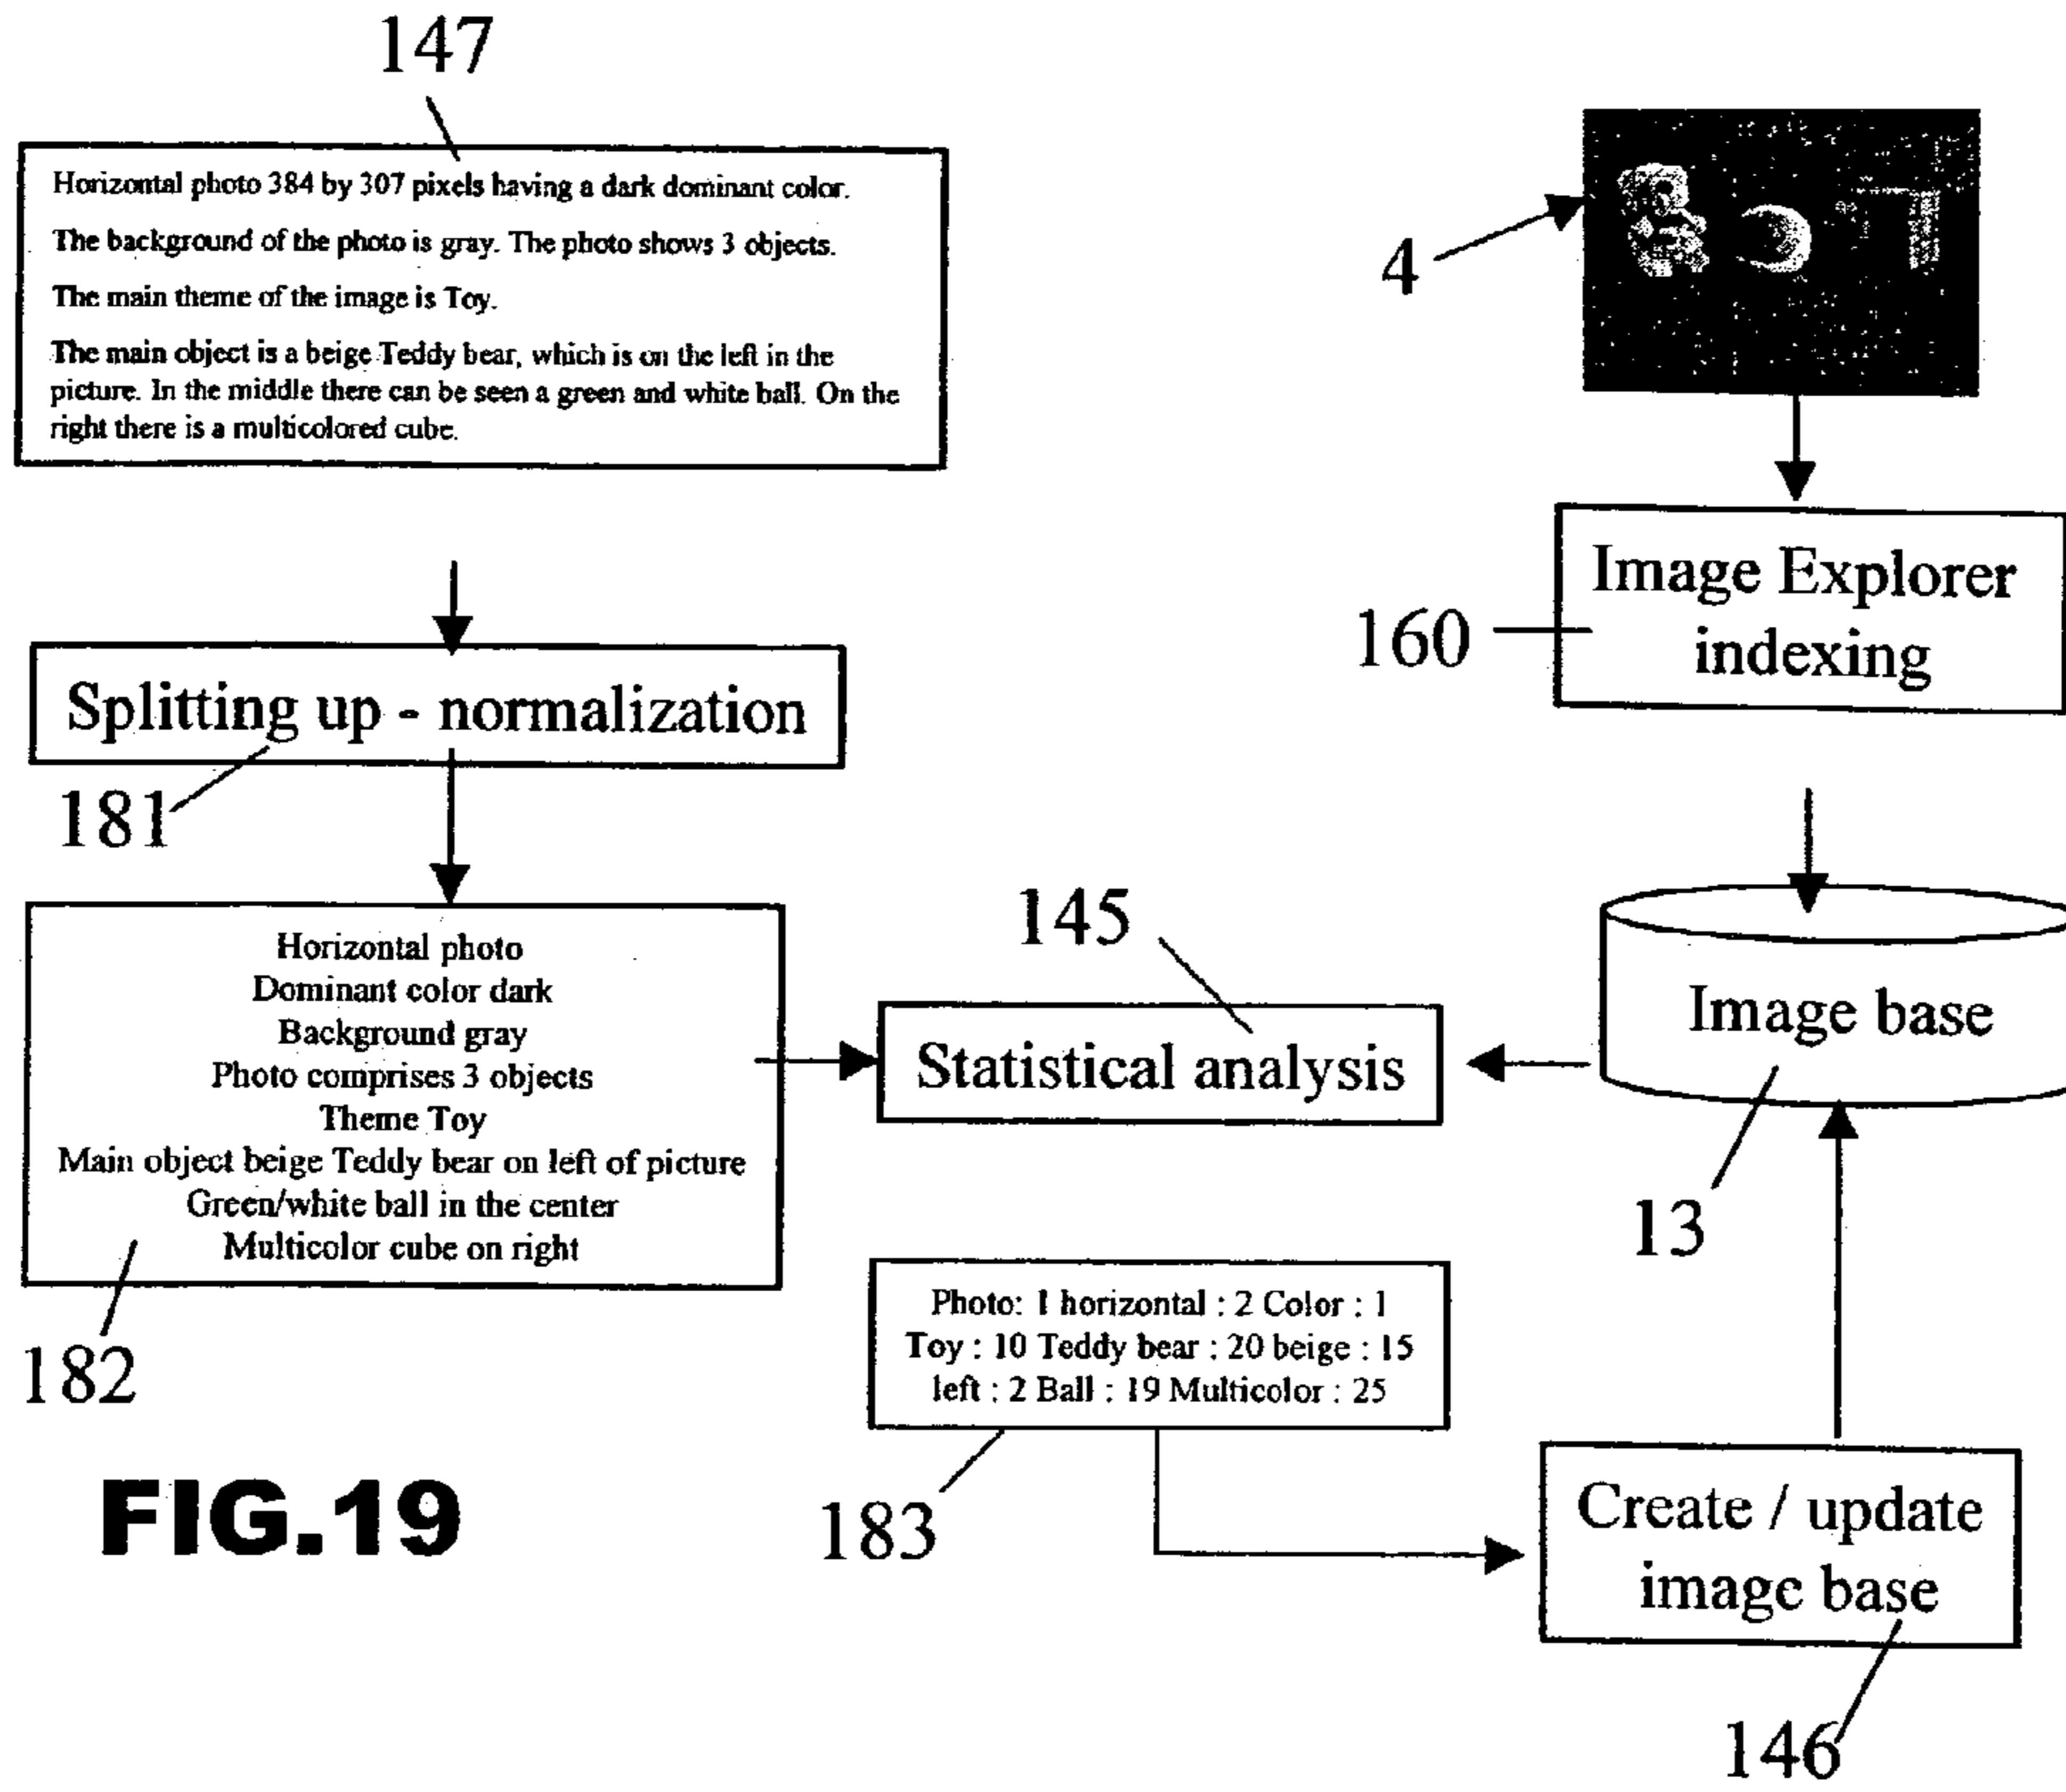 147
Horizontal photo 384 by 307 pixels having a dark dominant color.
The background of the photo is gray. The photo shows 3 objects.
The main theme of the image is Toy.
The main object is a beige Teddy bear, which is on the left in the
picture. In the middle there can be seen a green and white ball. On the
right there is a multicolored cube.
4
Image Explorer
indexing
160
Splitting up - normalization
181
Horizontal photo
Dominant color dark
Background gray
Photo comprises 3 objects
Theme Toy
Main object beige Teddy bear on left of picture
Green/white ball in the center
Multicolor cube on right
182
145
Statistical analysis
Image base
13
Photo: 1 horizontal : 2 Color : 1
Toy : 10 Teddy bear : 20 beige : 15
left : 2 Ball : 19 Multicolor : 25
183
Create / update
image base
146
FIG.19